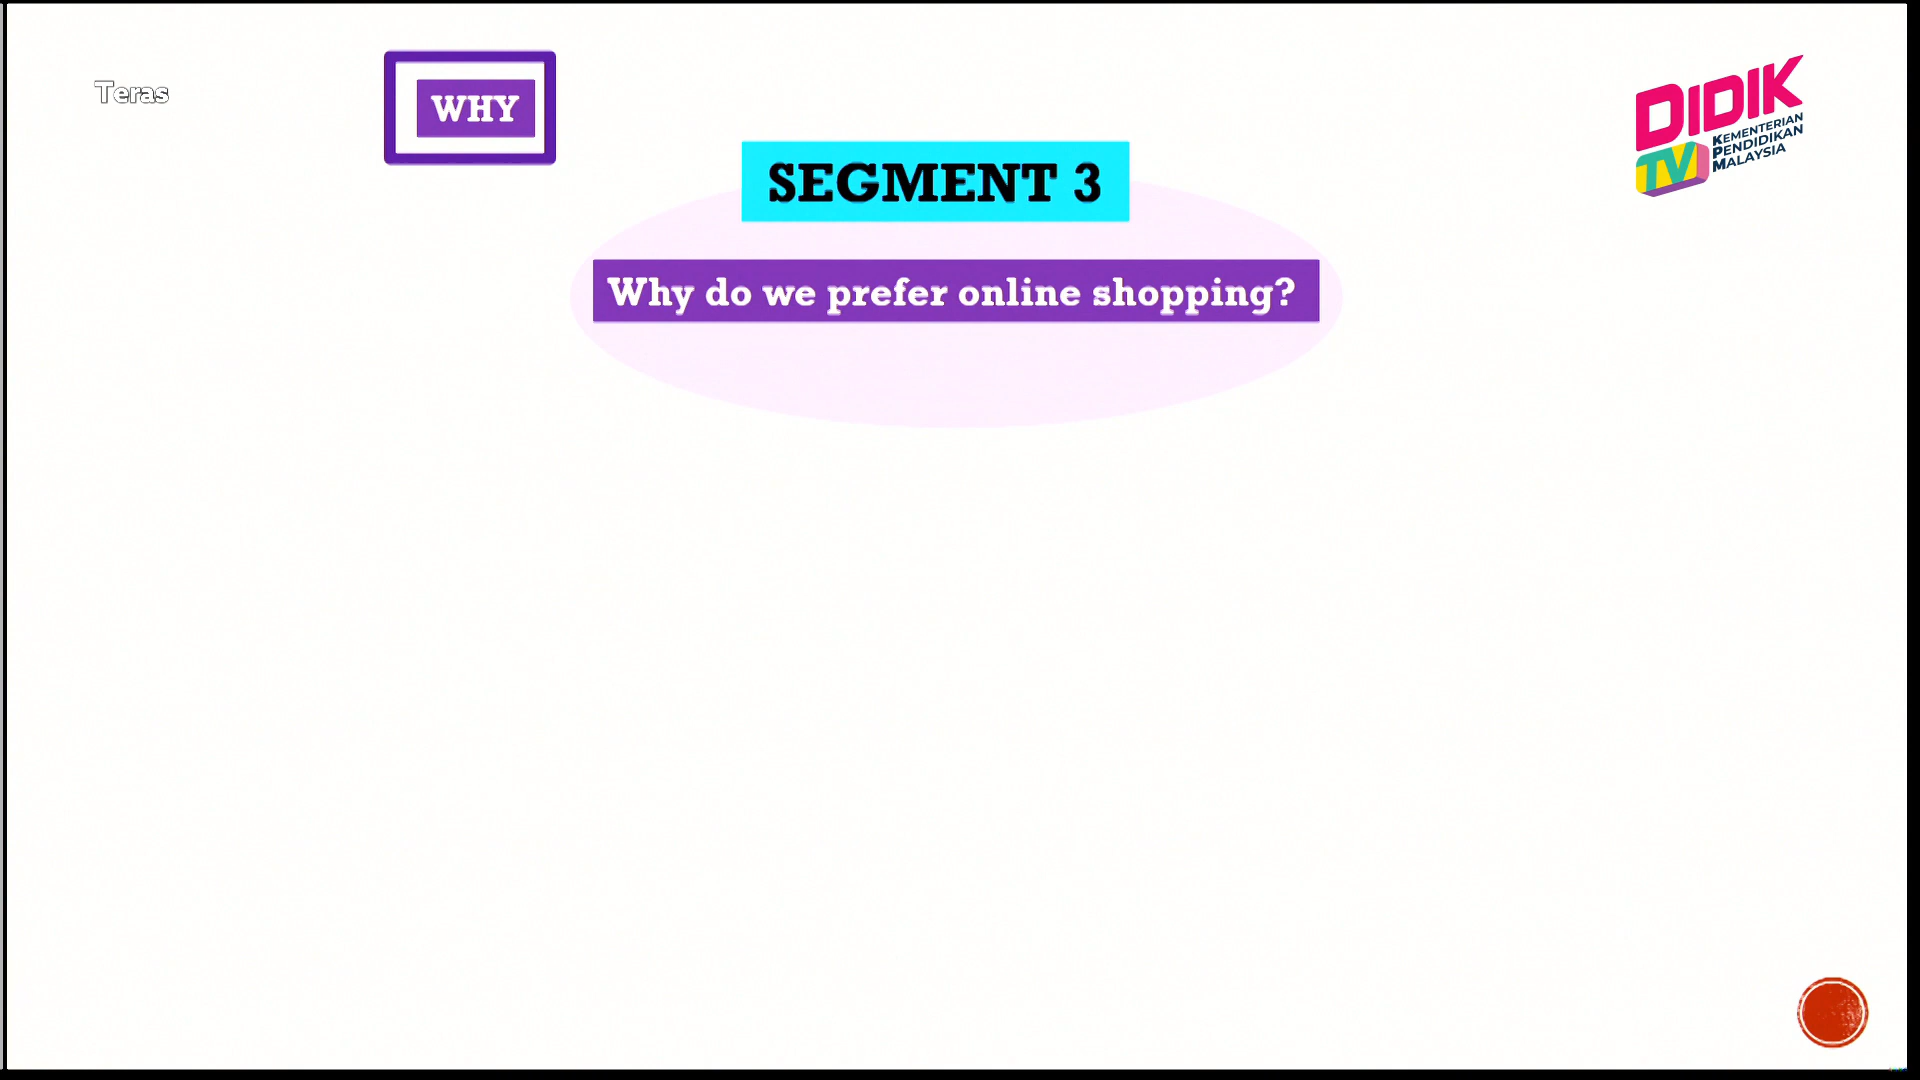 Teras
WHY
SEGMENT 3
Why do we prefer online shopping?
DIDIK
TV
KEMENTERIAN
PENDIDIKAN
MALAYSIA